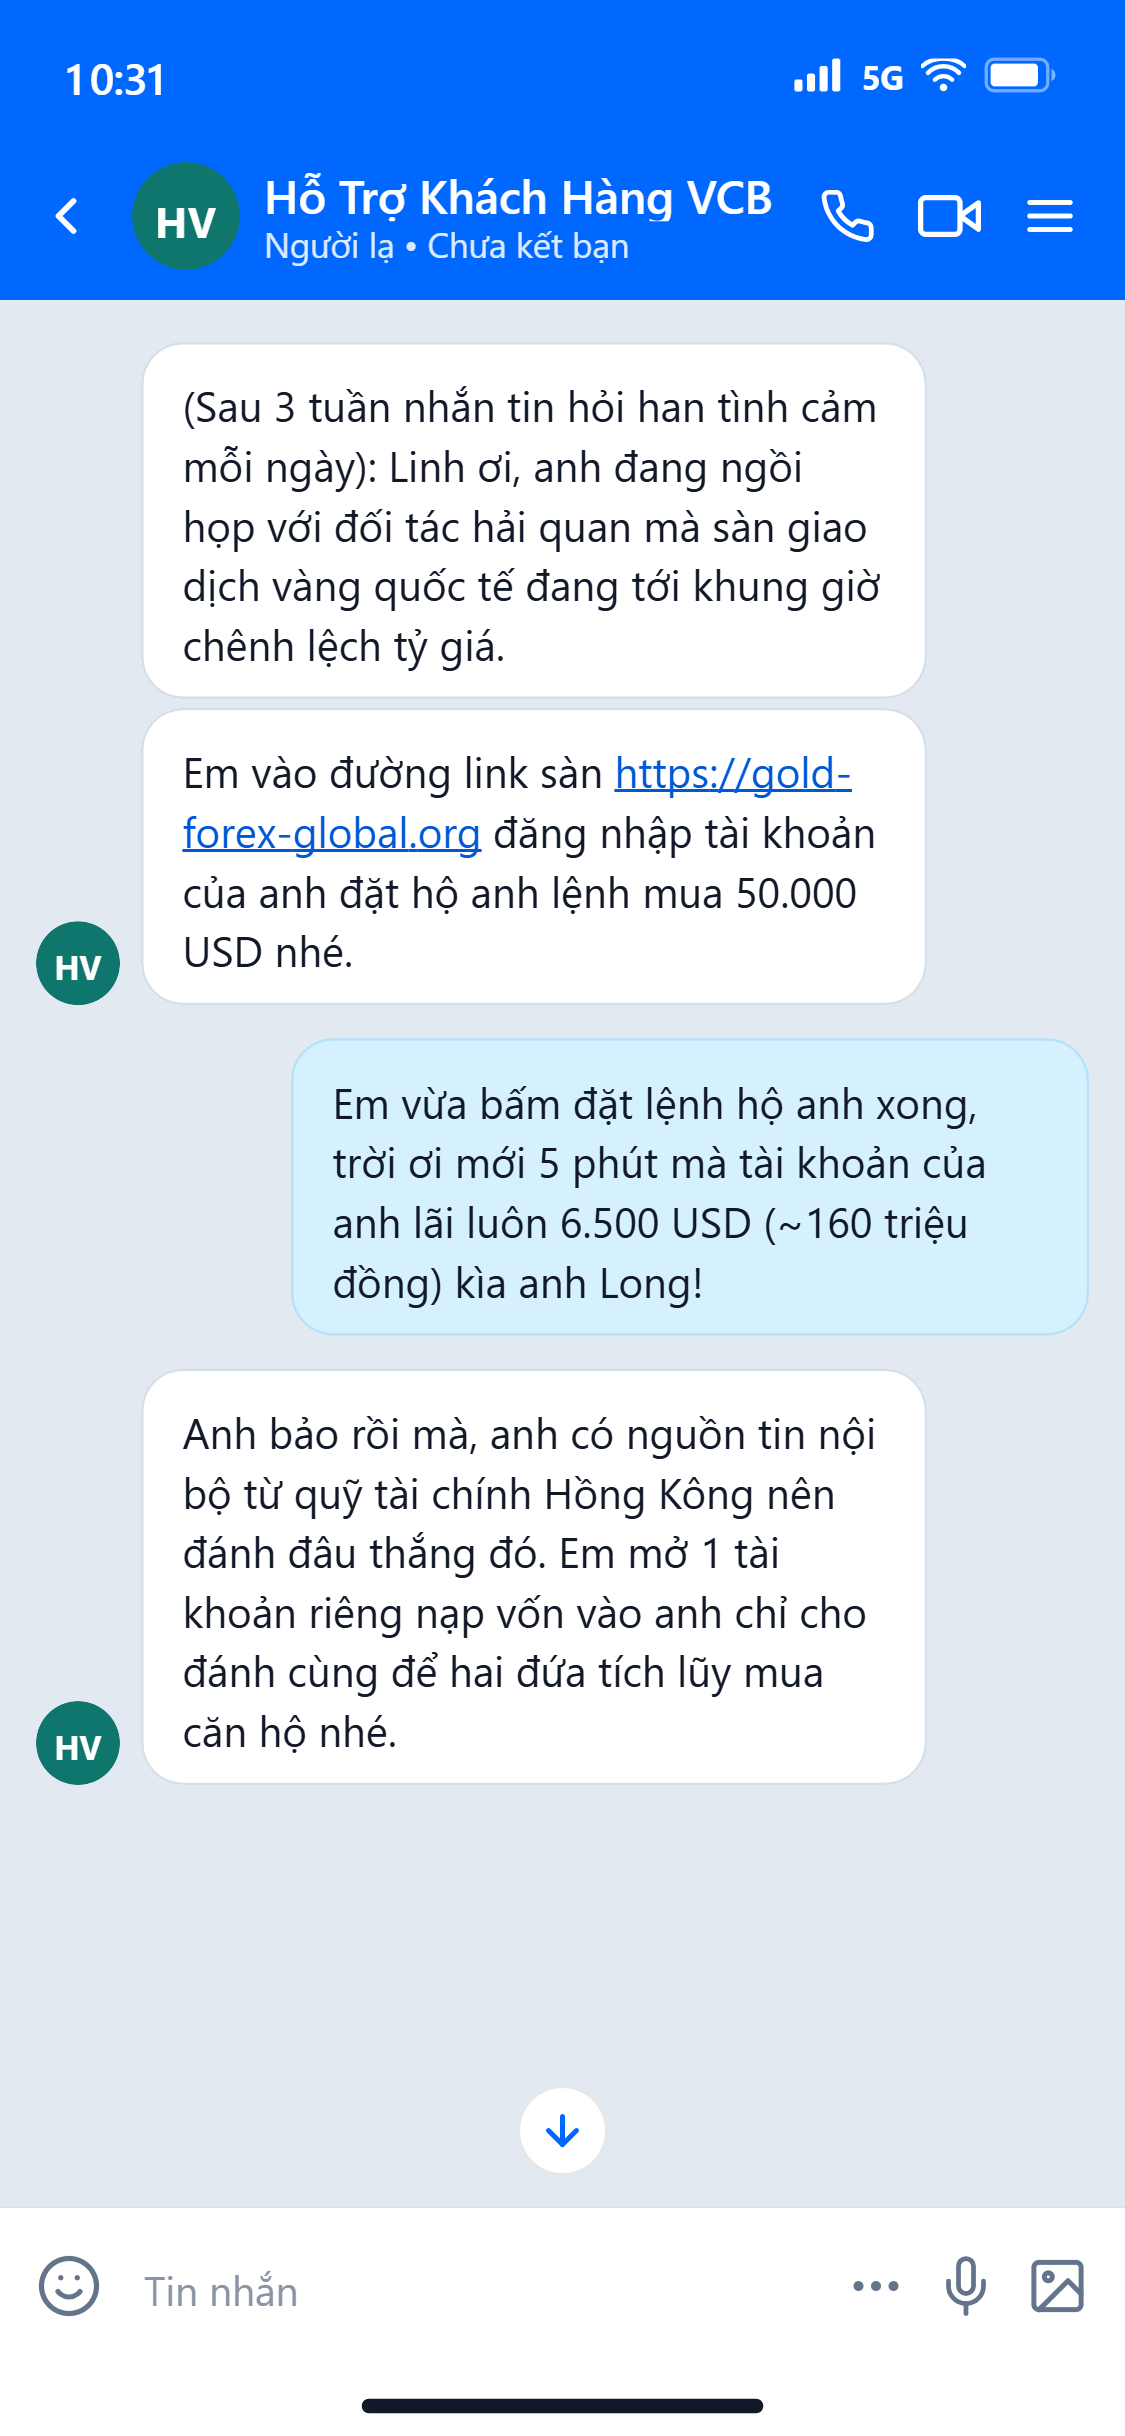 10:31
5G
HV
Hỗ Trợ Khách Hàng VCB
Người lạ • Chưa kết bạn
(Sau 3 tuần nhắn tin hỏi han tình cảm
mỗi ngày): Linh ơi, anh đang ngồi
họp với đối tác hải quan mà sàn giao
dịch vàng quốc tế đang tới khung giờ
chênh lệch tỷ giá.
Em vào đường link sàn https://gold-
forex-global.org đăng nhập tài khoản
của anh đặt hộ anh lệnh mua 50.000
USD nhé.
HV
Em vừa bấm đặt lệnh hộ anh xong,
trời ơi mới 5 phút mà tài khoản của
anh lãi luôn 6.500 USD (~160 triệu
đồng) kìa anh Long!
Anh bảo rồi mà, anh có nguồn tin nội
bộ từ quỹ tài chính Hồng Kông nên
đánh đâu thắng đó. Em mở 1 tài
khoản riêng nạp vốn vào anh chỉ cho
đánh cùng để hai đứa tích lũy mua
căn hộ nhé.
HV
Tin nhắn